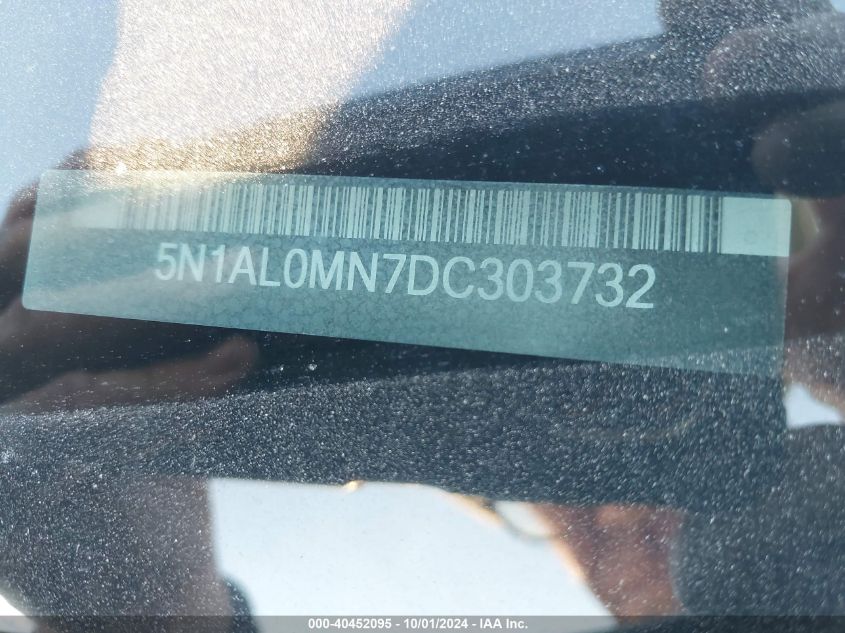 5N1AL0MN7DC303732
000-40452095 - 10/01/2024 - IAA Inc.